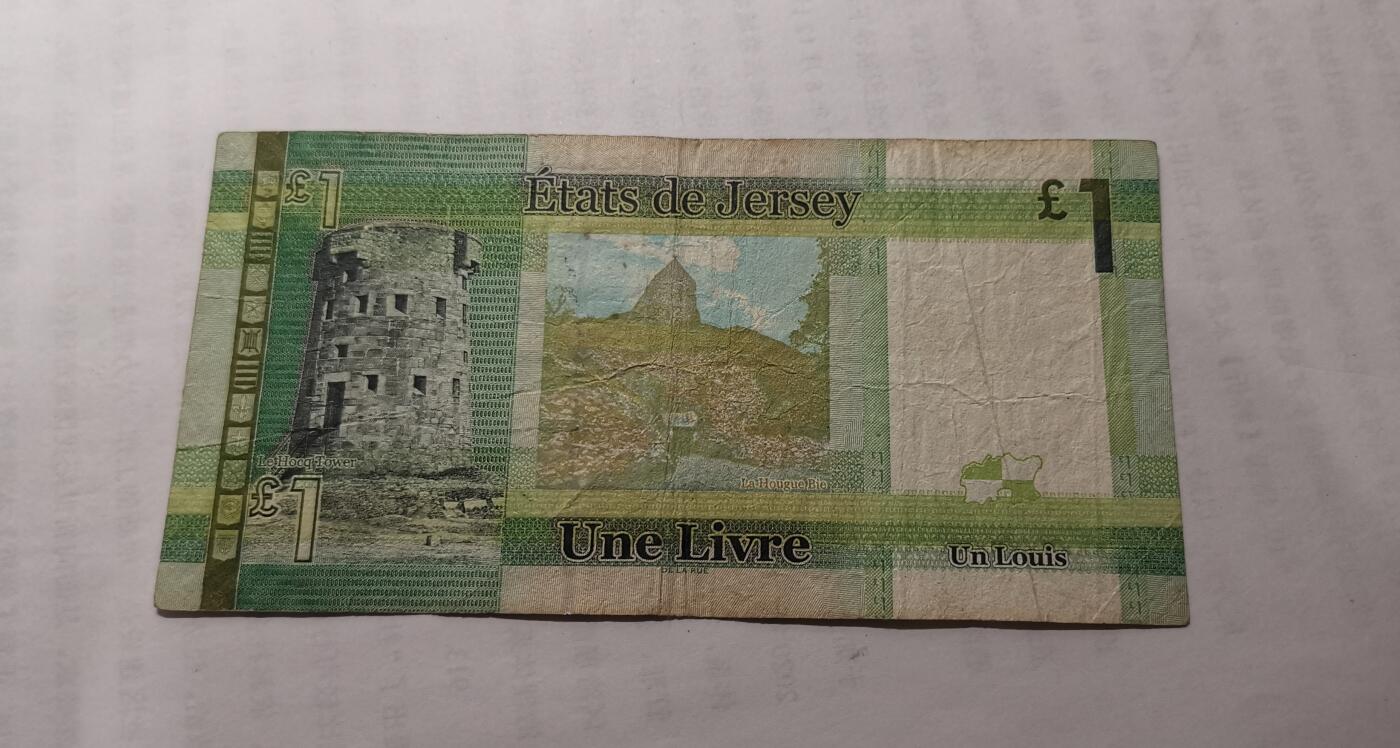 £1
États de Jersey
£1
Le Hocq Tower
La Hougue Bie
£1
Une Livre
Un Louis
DE LA RUE